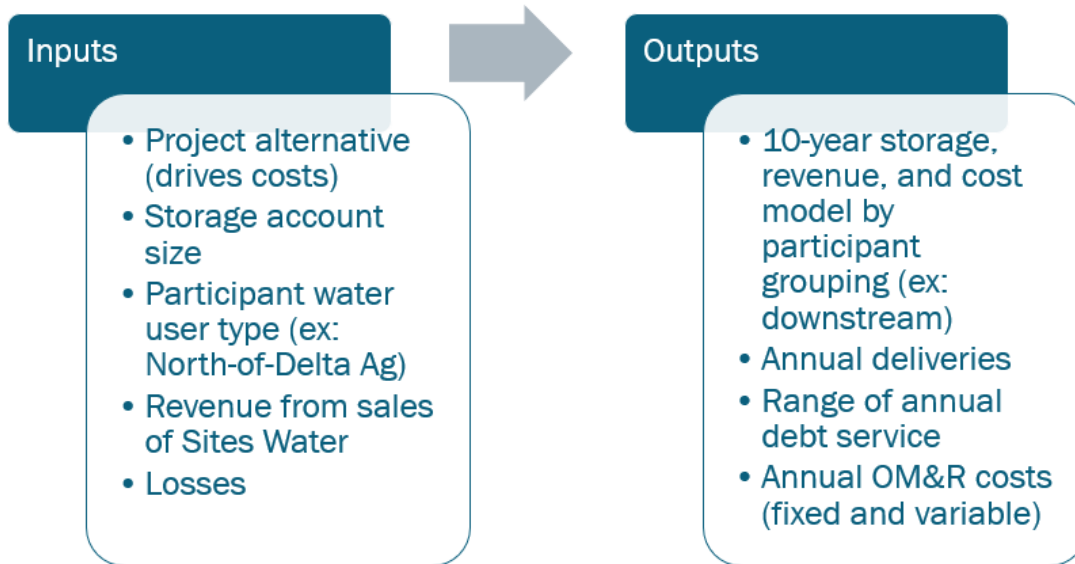 Inputs
• Project alternative
(drives costs)
• Storage account
size
• Participant water
user type (ex:
North-of-Delta Ag)
• Revenue from sales
of Sites Water
• Losses
Outputs
• 10-year storage,
revenue, and cost
model by
participant
grouping (ex:
downstream)
• Annual deliveries
• Range of annual
debt service
• Annual OM&R costs
(fixed and variable)